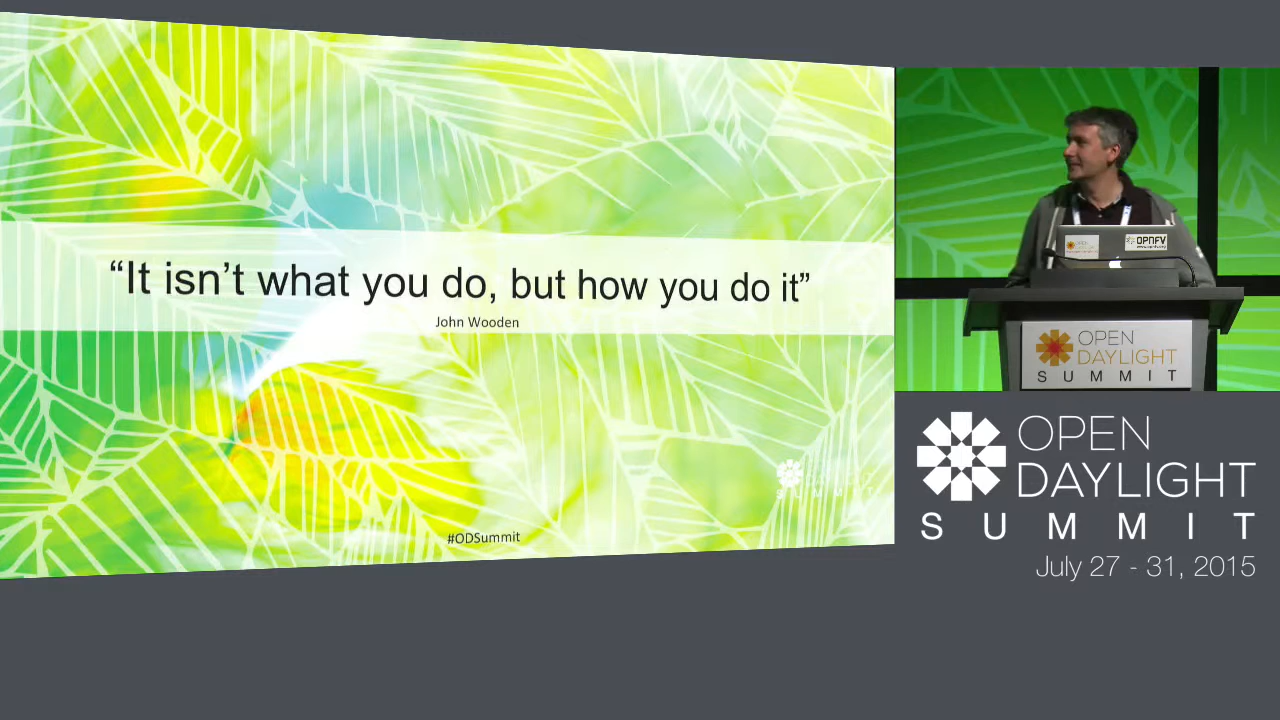 “It isn’t what you do, but how you do it”
John Wooden
#ODSummit
SUMMIT
OPNFV
OPEN
DAYLIGHT
SUMMIT
OPEN
DAYLIGHT
SUMMIT
July 27 - 31, 2015